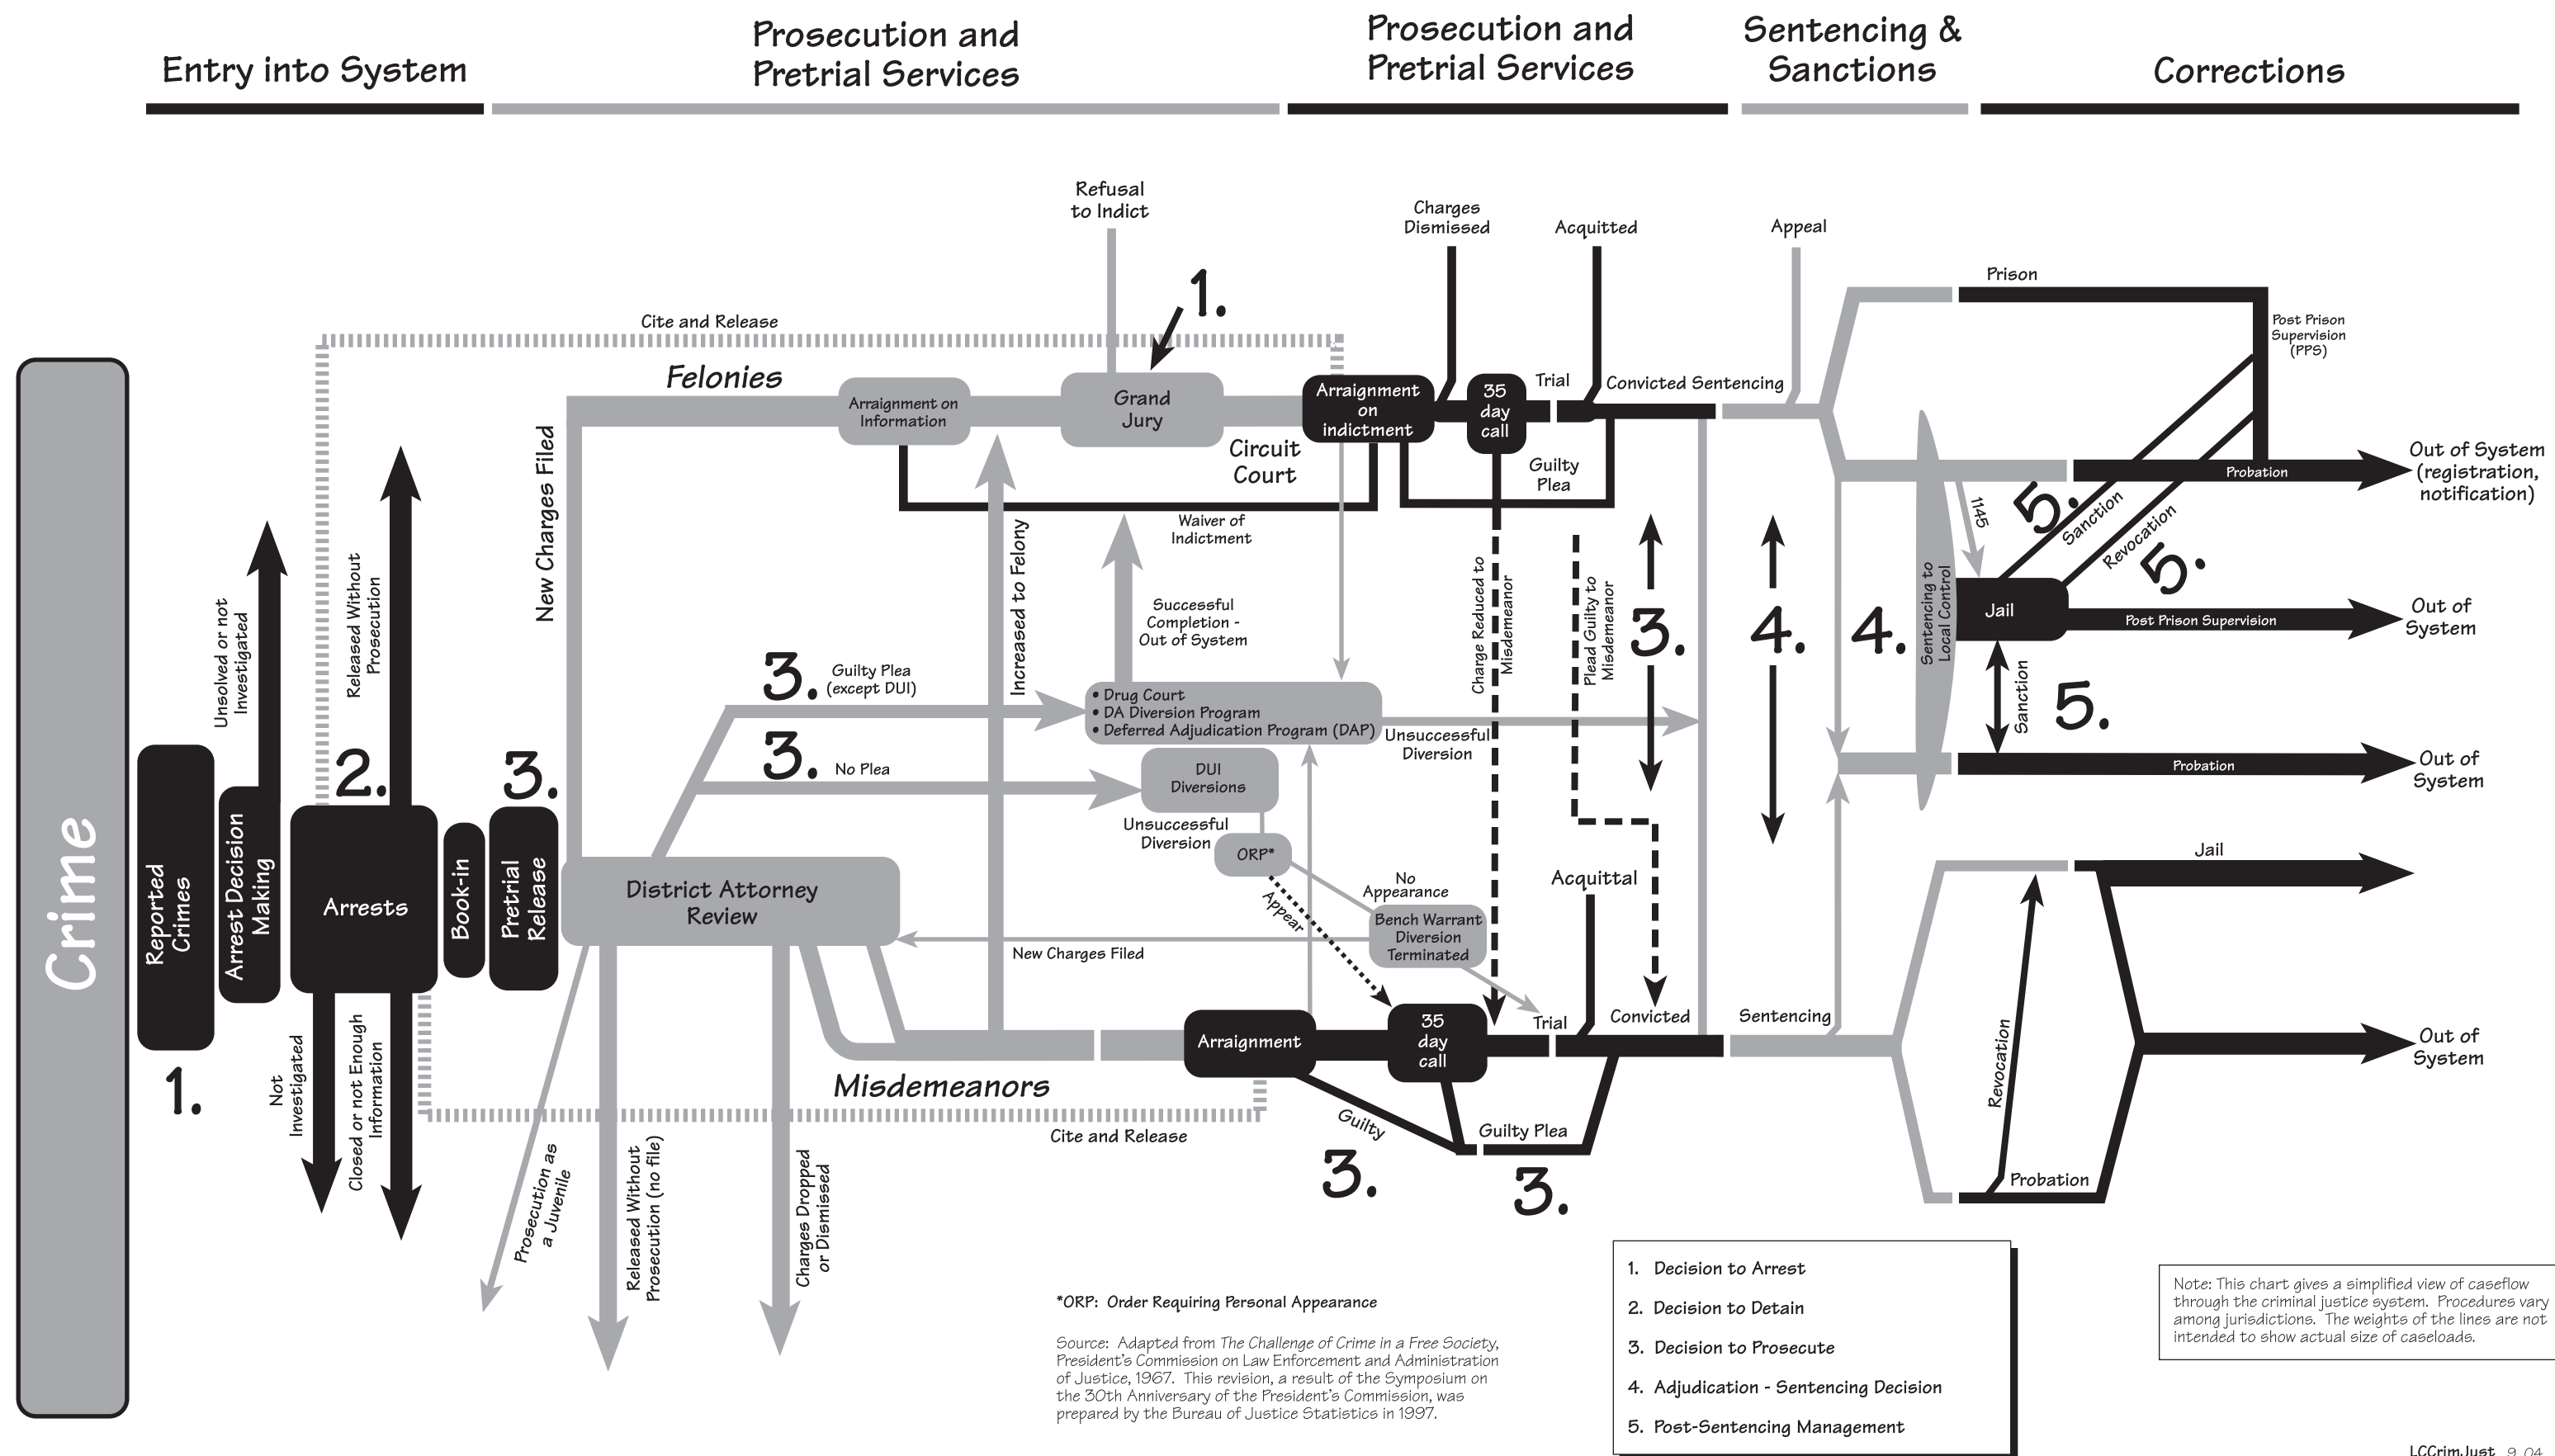 Entry into System
Prosecution and
Pretrial Services
Prosecution and
Pretrial Services
Sentencing &
Sanctions
Corrections
Crime
Reported
Crimes
1.
Arrest Decision
Making
Unsolved or not
Investigated
Arrests
2.
Released Without
Prosecution
Not
Investigated
Closed or not Enough
Information
Book-in
Pretrial
Release
3.
Cite and Release
Felonies
New Charges Filed
Arraignment on
Information
Refusal
to Indict
1.
Grand
Jury
Circuit
Court
Waiver of
Indictment
Increased to Felony
Successful
Completion -
Out of System
3.
Guilty Plea
(except DUI)
3.
No Plea
• Drug Court
• DA Diversion Program
• Deferred Adjudication Program (DAP)
Unsuccessful
Diversion
DUI
Diversions
Unsuccessful
Diversion
ORP*
Appear
No
Appearance
Bench Warrant
Diversion
Terminated
New Charges Filed
District Attorney
Review
Prosecution as
a Juvenile
Released Without
Prosecution (no file)
Charges Dropped
or Dismissed
Misdemeanors
Cite and Release
Arraignment
on
indictment
Charges
Dismissed
35
day
call
Trial
Acquitted
Convicted
Sentencing
Guilty
Plea
Charge Reduced to
Misdemeanor
Plead Guilty to
Misdemeanor
3.
4.
4.
Appeal
Arraignment
35
day
call
Trial
Acquittal
Convicted
Sentencing
Guilty
3.
Guilty Plea
3.
Prison
Post Prison
Supervision
(PPS)
Probation
Out of System
(registration,
notification)
1145
5.
Sanction
Revocation
5.
Sentencing to
Local Control
Jail
Post Prison Supervision
Out of
System
Sanction
5.
Probation
Out of
System
Jail
Revocation
Probation
Out of
System
*ORP: Order Requiring Personal Appearance
Source: Adapted from The Challenge of Crime in a Free Society,
President's Commission on Law Enforcement and Administration
of Justice, 1967. This revision, a result of the Symposium on
the 30th Anniversary of the President's Commission, was
prepared by the Bureau of Justice Statistics in 1997.
1. Decision to Arrest
2. Decision to Detain
3. Decision to Prosecute
4. Adjudication - Sentencing Decision
5. Post-Sentencing Management
Note: This chart gives a simplified view of caseflow
through the criminal justice system. Procedures vary
among jurisdictions. The weights of the lines are not
intended to show actual size of caseloads.
LCCrimJust 9_04